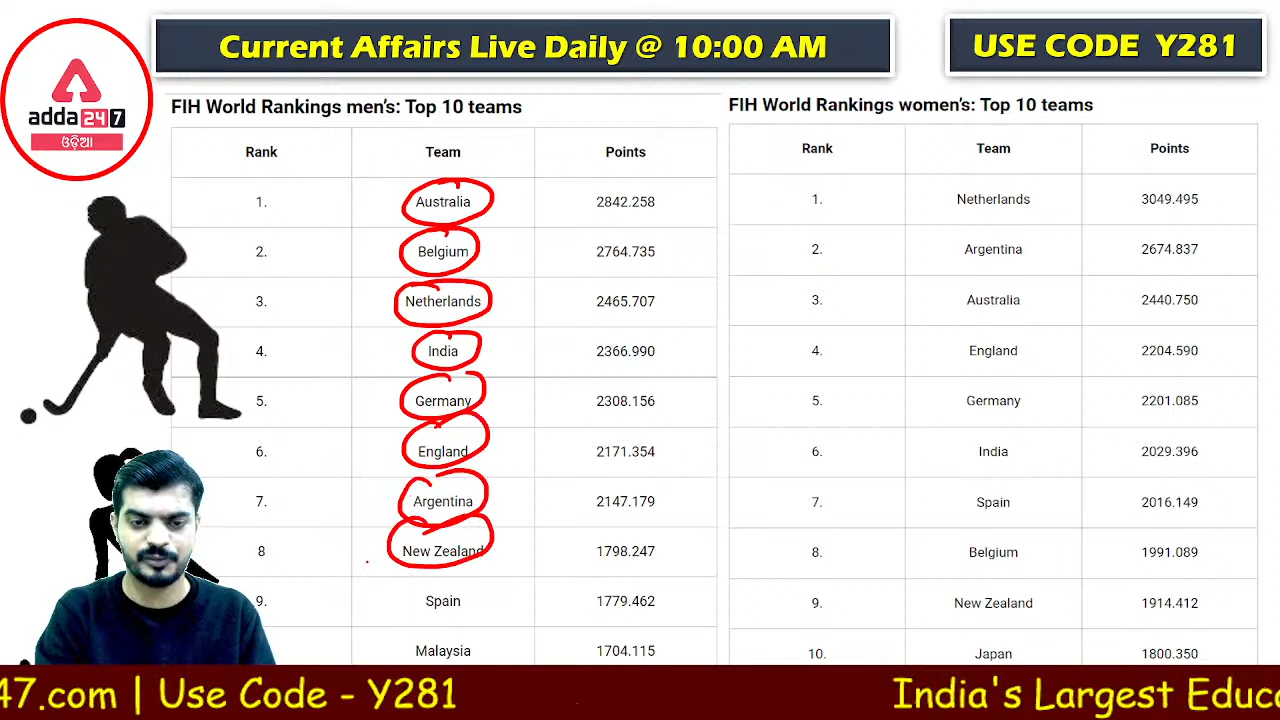 Current Affairs Live Daily @ 10:00 AM
USE CODE Y281
adda247
ଓଡ଼ିଆ
FIH World Rankings men's: Top 10 teams
Rank Team Points
1. Australia 2842.258
2. Belgium 2764.735
3. Netherlands 2465.707
4. India 2366.990
5. Germany 2308.156
6. England 2171.354
7. Argentina 2147.179
8 New Zealand 1798.247
9. Spain 1779.462
Malaysia 1704.115
FIH World Rankings women's: Top 10 teams
Rank Team Points
1. Netherlands 3049.495
2. Argentina 2674.837
3. Australia 2440.750
4. England 2204.590
5. Germany 2201.085
6. India 2029.396
7. Spain 2016.149
8. Belgium 1991.089
9. New Zealand 1914.412
10. Japan 1800.350
47.com | Use Code - Y281
India's Largest Educa